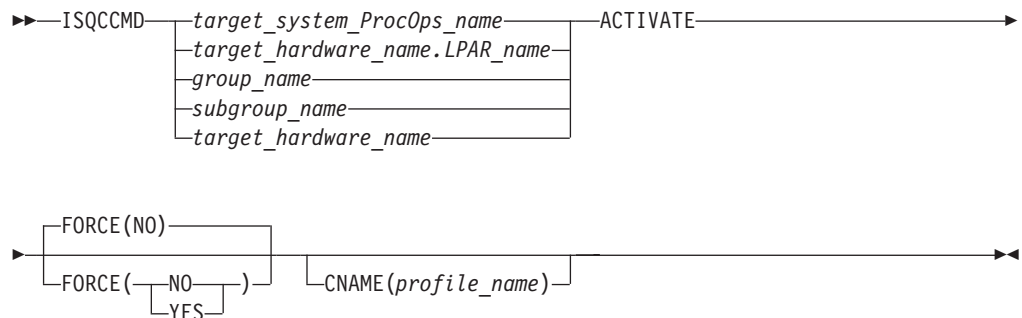 ISQCCMD target_system_ProcOps_name ACTIVATE
target_hardware_name.LPAR_name
group_name
subgroup_name
target_hardware_name
FORCE(NO)
FORCE( NO ) CNAME(profile_name)
YES